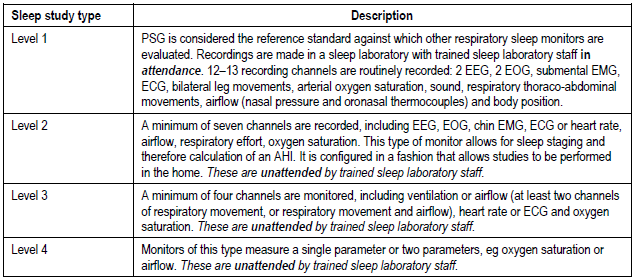 Sleep study type
Description
Level 1
PSG is considered the reference standard against which other respiratory sleep monitors are
evaluated. Recordings are made in a sleep laboratory with trained sleep laboratory staff in
attendance. 12–13 recording channels are routinely recorded: 2 EEG, 2 EOG, submental EMG,
ECG, bilateral leg movements, arterial oxygen saturation, sound, respiratory thoraco-abdominal
movements, airflow (nasal pressure and oronasal thermocouples) and body position.
Level 2
A minimum of seven channels are recorded, including EEG, EOG, chin EMG, ECG or heart rate,
airflow, respiratory effort, oxygen saturation. This type of monitor allows for sleep staging and
therefore calculation of an AHI. It is configured in a fashion that allows studies to be performed
in the home. These are unattended by trained sleep laboratory staff.
Level 3
A minimum of four channels are monitored, including ventilation or airflow (at least two channels
of respiratory movement, or respiratory movement and airflow), heart rate or ECG and oxygen
saturation. These are unattended by trained sleep laboratory staff.
Level 4
Monitors of this type measure a single parameter or two parameters, eg oxygen saturation or
airflow. These are unattended by trained sleep laboratory staff.